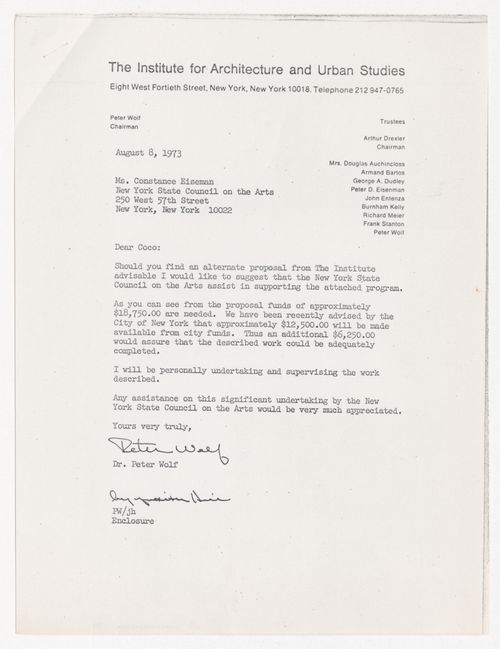 The Institute for Architecture and Urban Studies
Eight West Fortieth Street, New York, New York 10018. Telephone 212 947-0765
Peter Wolf
Chairman
Trustees
Arthur Drexler
Chairman
Mrs. Douglas Auchincloss
Armand Bartos
George A. Dudley
Peter D. Eisenman
John Entenza
Burnham Kelly
Richard Meier
Frank Stanton
Peter Wolf
August 8, 1973
Ms. Constance Eiseman
New York State Council on the Arts
250 West 57th Street
New York, New York 10022
Dear Coco:
Should you find an alternate proposal from The Institute
advisable I would like to suggest that the New York State
Council on the Arts assist in supporting the attached program.
As you can see from the proposal funds of approximately
$18,750.00 are needed. We have been recently advised by the
City of New York that approximately $12,500.00 will be made
available from city funds. Thus an additional $6,250.00
would assure that the described work could be adequately
completed.
I will be personally undertaking and supervising the work
described.
Any assistance on this significant undertaking by the New
York State Council on the Arts would be very much appreciated.
Yours very truly,
Peter Wolf
Dr. Peter Wolf
by
PW/jh
Enclosure